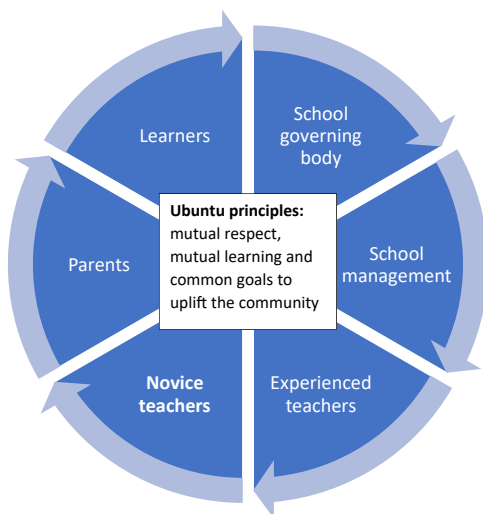 Learners
School
governing
body
School
management
Experienced
teachers
Novice
teachers
Parents
Ubuntu principles:
mutual respect,
mutual learning and
common goals to
uplift the community